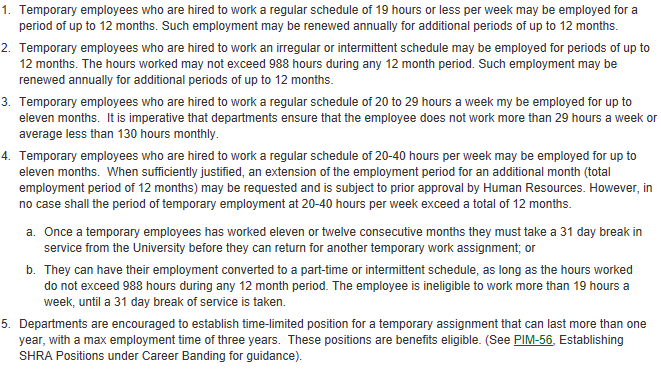 1. Temporary employees who are hired to work a regular schedule of 19 hours or less per week may be employed for a
period of up to 12 months. Such employment may be renewed annually for additional periods of up to 12 months.
2. Temporary employees who are hired to work an irregular or intermittent schedule may be employed for periods of up to
12 months. The hours worked may not exceed 988 hours during any 12 month period. Such employment may be
renewed annually for additional periods of up to 12 months.
3. Temporary employees who are hired to work a regular schedule of 20 to 29 hours a week my be employed for up to
eleven months. It is imperative that departments ensure that the employee does not work more than 29 hours a week or
average less than 130 hours monthly.
4. Temporary employees who are hired to work a regular schedule of 20-40 hours per week may be employed for up to
eleven months. When sufficiently justified, an extension of the employment period for an additional month (total
employment period of 12 months) may be requested and is subject to prior approval by Human Resources. However, in
no case shall the period of temporary employment at 20-40 hours per week exceed a total of 12 months.
a. Once a temporary employees has worked eleven or twelve consecutive months they must take a 31 day break in
service from the University before they can return for another temporary work assignment; or
b. They can have their employment converted to a part-time or intermittent schedule, as long as the hours worked
do not exceed 988 hours during any 12 month period. The employee is ineligible to work more than 19 hours a
week, until a 31 day break of service is taken.
5. Departments are encouraged to establish time-limited position for a temporary assignment that can last more than one
year, with a max employment time of three years. These positions are benefits eligible. (See PIM-56, Establishing
SHRA Positions under Career Banding for guidance).